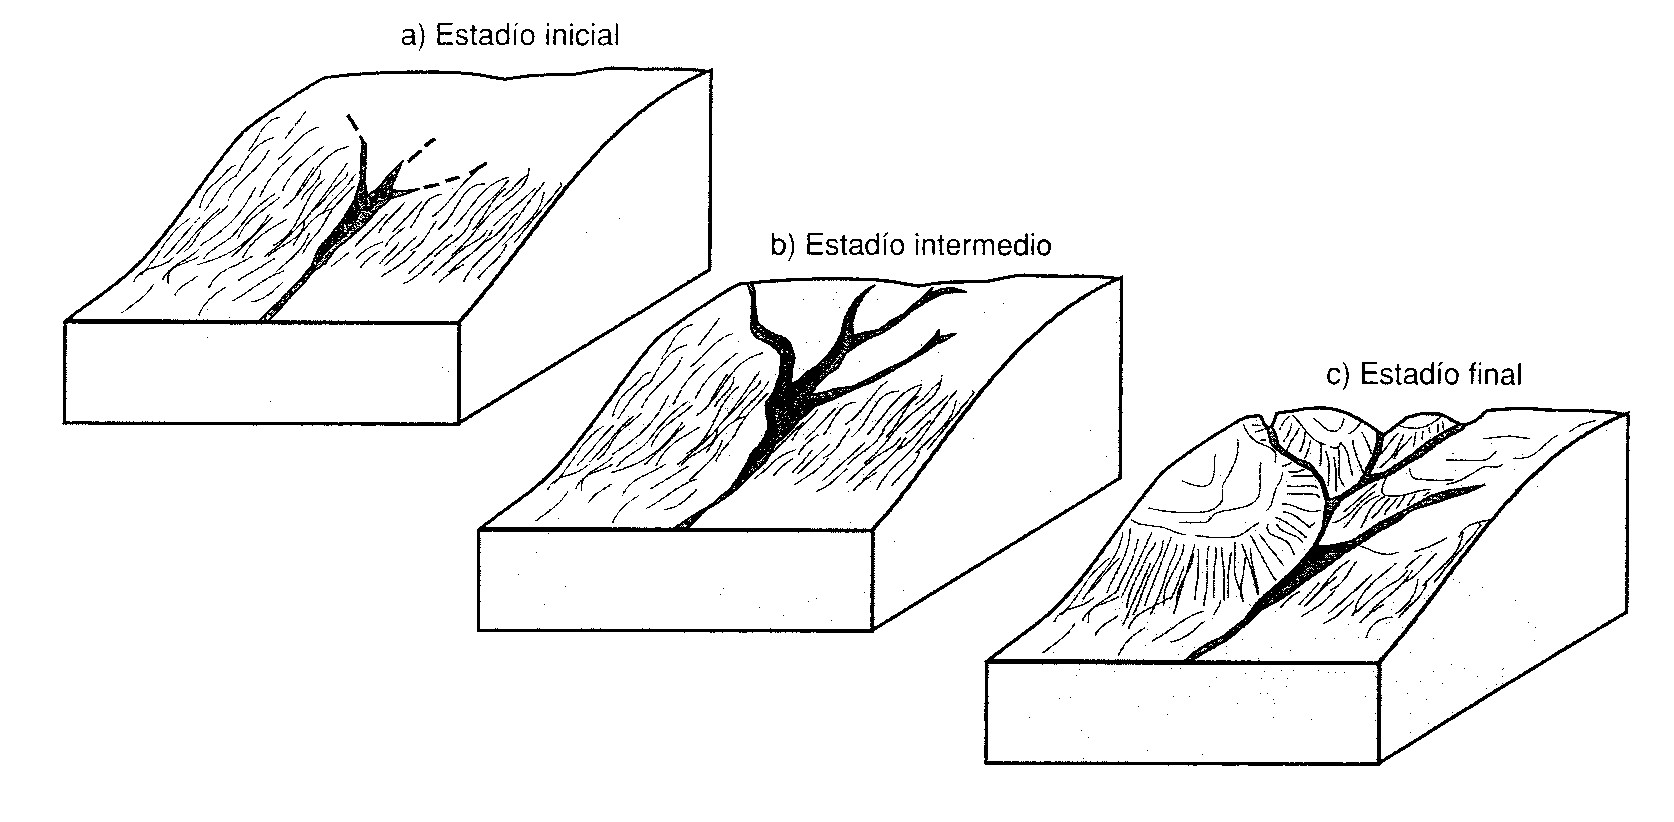 a) Estadío inicial
b) Estadío intermedio
c) Estadío final